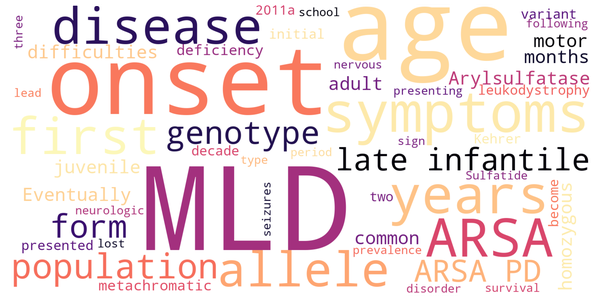 three
disease
2011a
school
age
variant
following
difficulties
deficiency
initial
motor
months
onset
nervous
adult
Arylsulfatase
lead
presenting
leukodystrophy
symptoms
first
genotype
sign
Kehrer
decade
period
late infantile
juvenile
type
Sulfatide
Eventually
MLD
seizures
two
years
homozygous
neurologic
form
become
presented
lost
common
ARSA
prevalence
population
allele
ARSA PD
metachromatic
disorder
survival